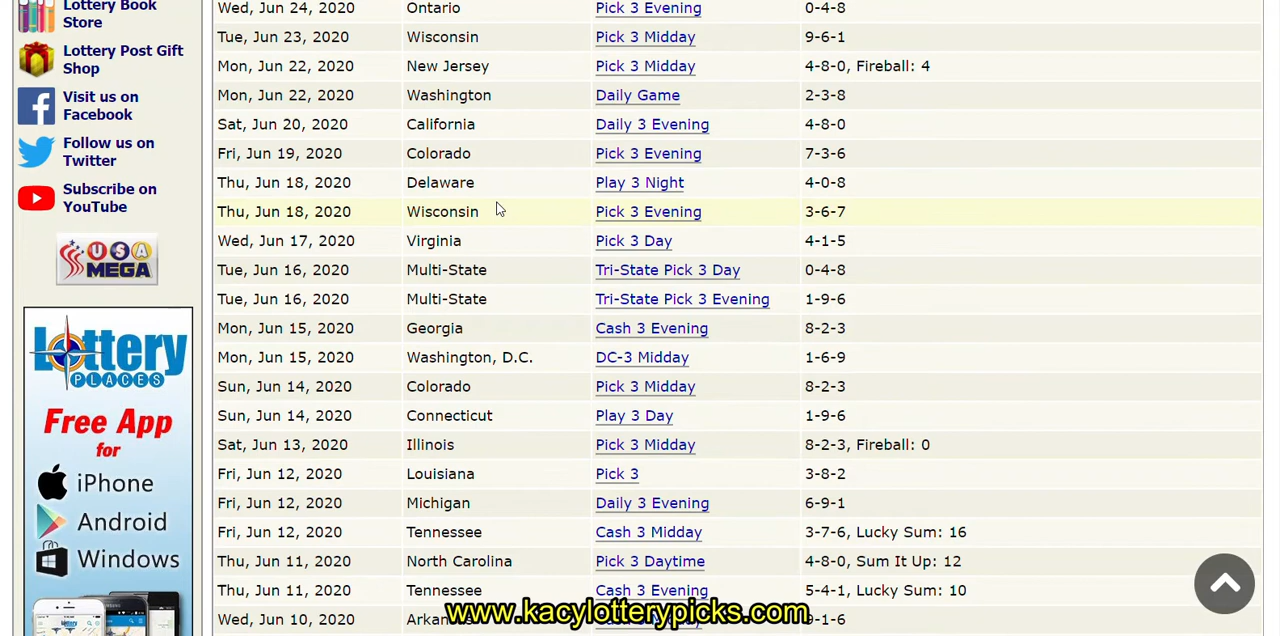 Lottery Book
Store
Lottery Post Gift
Shop
Visit us on
Facebook
Follow us on
Twitter
Subscribe on
YouTube
USA
MEGA
Lottery
PLACES
Free App
for
iPhone
Android
Windows
Wed, Jun 24, 2020 Ontario Pick 3 Evening 0-4-8
Tue, Jun 23, 2020 Wisconsin Pick 3 Midday 9-6-1
Mon, Jun 22, 2020 New Jersey Pick 3 Midday 4-8-0, Fireball: 4
Mon, Jun 22, 2020 Washington Daily Game 2-3-8
Sat, Jun 20, 2020 California Daily 3 Evening 4-8-0
Fri, Jun 19, 2020 Colorado Pick 3 Evening 7-3-6
Thu, Jun 18, 2020 Delaware Play 3 Night 4-0-8
Thu, Jun 18, 2020 Wisconsin Pick 3 Evening 3-6-7
Wed, Jun 17, 2020 Virginia Pick 3 Day 4-1-5
Tue, Jun 16, 2020 Multi-State Tri-State Pick 3 Day 0-4-8
Tue, Jun 16, 2020 Multi-State Tri-State Pick 3 Evening 1-9-6
Mon, Jun 15, 2020 Georgia Cash 3 Evening 8-2-3
Mon, Jun 15, 2020 Washington, D.C. DC-3 Midday 1-6-9
Sun, Jun 14, 2020 Colorado Pick 3 Midday 8-2-3
Sun, Jun 14, 2020 Connecticut Play 3 Day 1-9-6
Sat, Jun 13, 2020 Illinois Pick 3 Midday 8-2-3, Fireball: 0
Fri, Jun 12, 2020 Louisiana Pick 3 3-8-2
Fri, Jun 12, 2020 Michigan Daily 3 Evening 6-9-1
Fri, Jun 12, 2020 Tennessee Cash 3 Midday 3-7-6, Lucky Sum: 16
Thu, Jun 11, 2020 North Carolina Pick 3 Daytime 4-8-0, Sum It Up: 12
Thu, Jun 11, 2020 Tennessee Cash 3 Evening 5-4-1, Lucky Sum: 10
Wed, Jun 10, 2020 9-1-6
www.kacylotterypicks.com